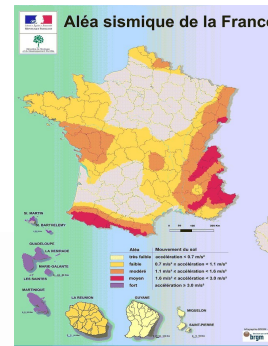 Aléa sismique de la France
ST. MARTIN
ST. BARTHELEMY
GUADELOUPE
LA DESIRADE
MARIE-GALANTE
LES SAINTES
MARTINIQUE
Aléa Mouvement du sol
très faible accélération < 0.7 m/s²
faible 0.7 m/s² < accélération < 1.1 m/s²
modéré 1.1 m/s² < accélération < 1.6 m/s²
moyen 1.6 m/s² < accélération < 3.0 m/s²
fort accélération > 3.0 m/s²
LA REUNION
GUYANE
MIQUELON
SAINT-PIERRE
brgm